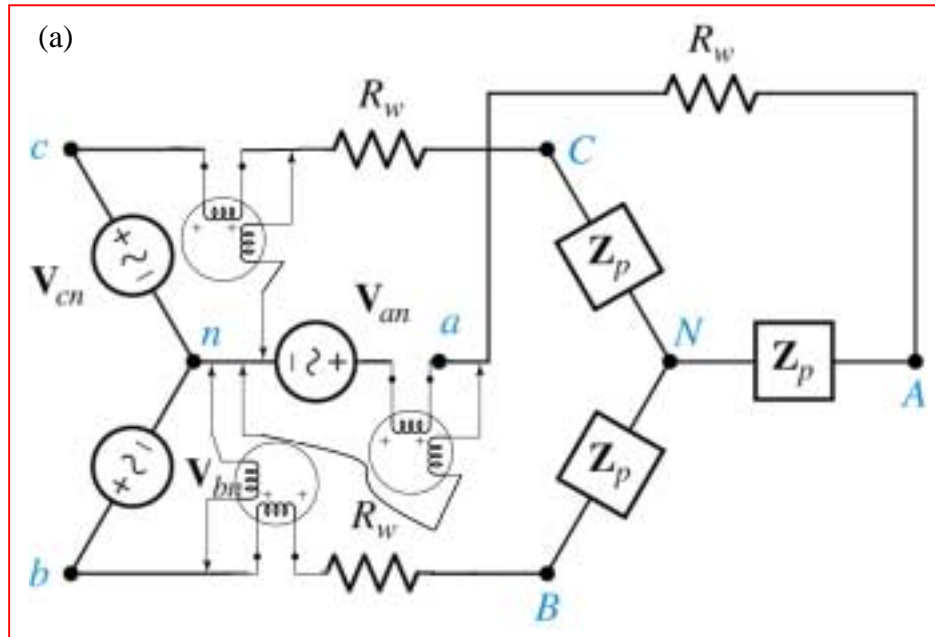 (a)
R_w
R_w
c
C
+
−
+ +
Z_p
V_cn
V_an
a
n
N
− +
Z_p
A
+ +
−
+
V_bn
+ +
Z_p
R_w
b
B